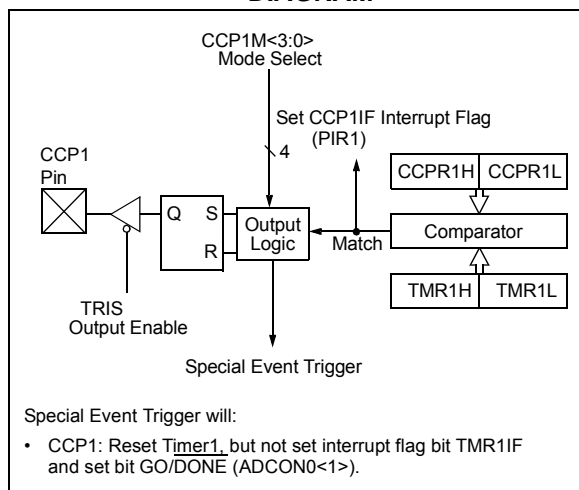 DIAGRAM
CCP1M<3:0>
Mode Select
Set CCP1IF Interrupt Flag
(PIR1)
4
CCP1
Pin
CCPR1H CCPR1L
Q S
R
Output
Logic
Match
Comparator
TMR1H TMR1L
TRIS
Output Enable
Special Event Trigger
Special Event Trigger will:
• CCP1: Reset Timer1, but not set interrupt flag bit TMR1IF
and set bit GO/DONE (ADCON0<1>).